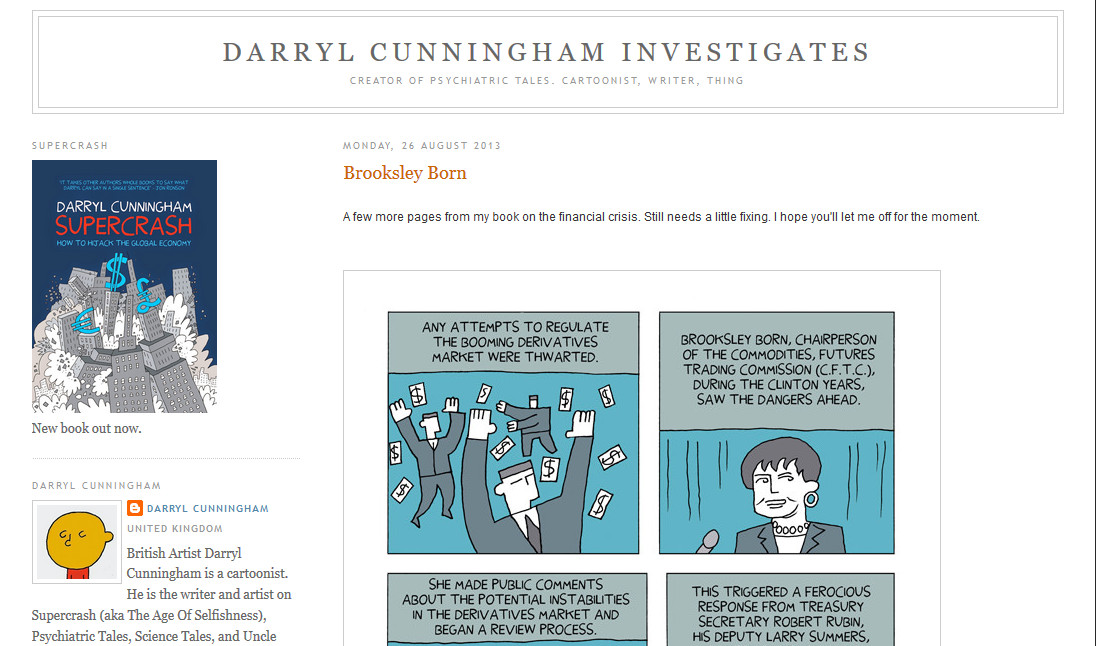 DARRYL CUNNINGHAM INVESTIGATES
CREATOR OF PSYCHIATRIC TALES. CARTOONIST, WRITER, THING
SUPERCRASH
'IT TAKES OTHER AUTHORS WHOLE BOOKS TO SAY WHAT
DARRYL CAN SAY IN A SINGLE SENTENCE' - JON RONSON
DARRYL CUNNINGHAM
SUPERCRASH
HOW TO HIJACK THE GLOBAL ECONOMY
$
£
€
New book out now.
DARRYL CUNNINGHAM
DARRYL CUNNINGHAM
UNITED KINGDOM
British Artist Darryl
Cunningham is a cartoonist.
He is the writer and artist on
Supercrash (aka The Age Of Selfishness),
Psychiatric Tales, Science Tales, and Uncle
MONDAY, 26 AUGUST 2013
Brooksley Born
A few more pages from my book on the financial crisis. Still needs a little fixing. I hope you'll let me off for the moment.
ANY ATTEMPTS TO REGULATE
THE BOOMING DERIVATIVES
MARKET WERE THWARTED.
$
$
$
$
$
$
$
$
$
$
BROOKSLEY BORN, CHAIRPERSON
OF THE COMMODITIES, FUTURES
TRADING COMMISSION (C.F.T.C.),
DURING THE CLINTON YEARS,
SAW THE DANGERS AHEAD.
SHE MADE PUBLIC COMMENTS
ABOUT THE POTENTIAL INSTABILITIES
IN THE DERIVATIVES MARKET AND
BEGAN A REVIEW PROCESS.
THIS TRIGGERED A FEROCIOUS
RESPONSE FROM TREASURY
SECRETARY ROBERT RUBIN,
HIS DEPUTY LARRY SUMMERS,